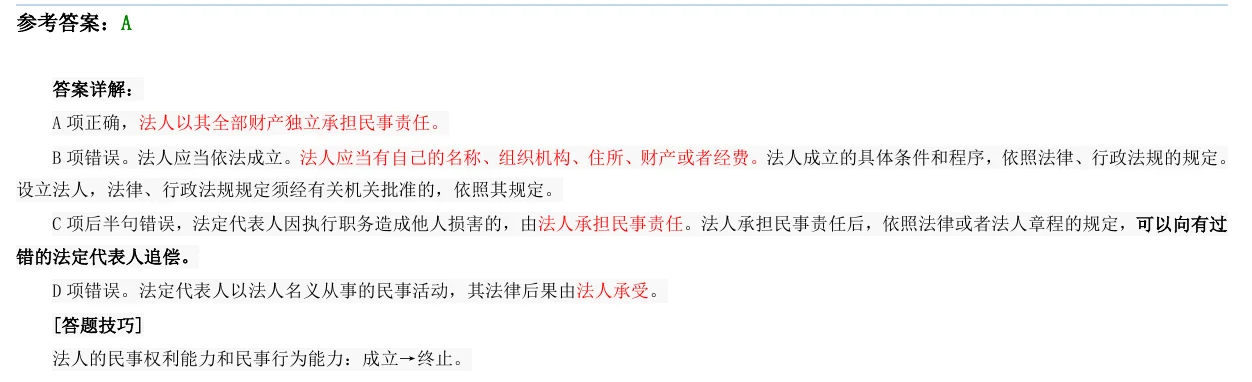 参考答案：A
答案详解：
A 项正确，法人以其全部财产独立承担民事责任。
B 项错误。法人应当依法成立。法人应当有自己的名称、组织机构、住所、财产或者经费。法人成立的具体条件和程序，依照法律、行政法规的规定。
设立法人，法律、行政法规规定须经有关机关批准的，依照其规定。
C 项后半句错误，法定代表人因执行职务造成他人损害的，由法人承担民事责任。法人承担民事责任后，依照法律或者法人章程的规定，可以向有过
错的法定代表人追偿。
D 项错误。法定代表人以法人名义从事的民事活动，其法律后果由法人承受。
[答题技巧]
法人的民事权利能力和民事行为能力：成立→终止。